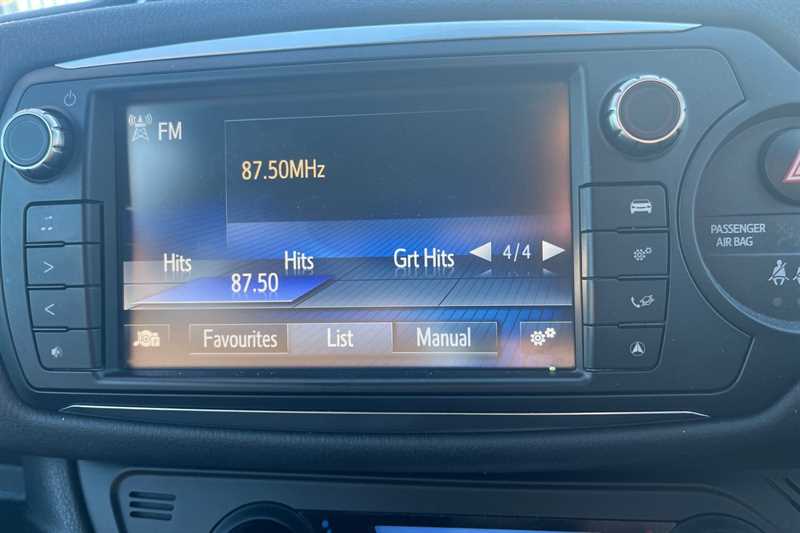 FM
87.50MHz
Hits Hits Grt Hits 4/4
87.50
Favourites List Manual
PASSENGER
AIR BAG